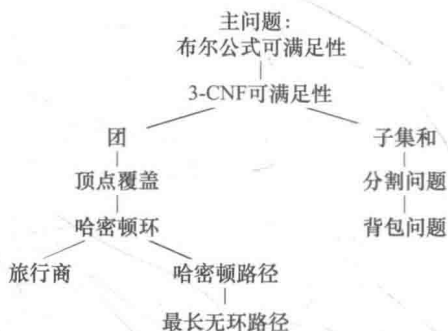 主问题:
布尔公式可满足性
3-CNF可满足性
团
子集和
顶点覆盖
分割问题
哈密顿环
背包问题
旅行商
哈密顿路径
最长无环路径